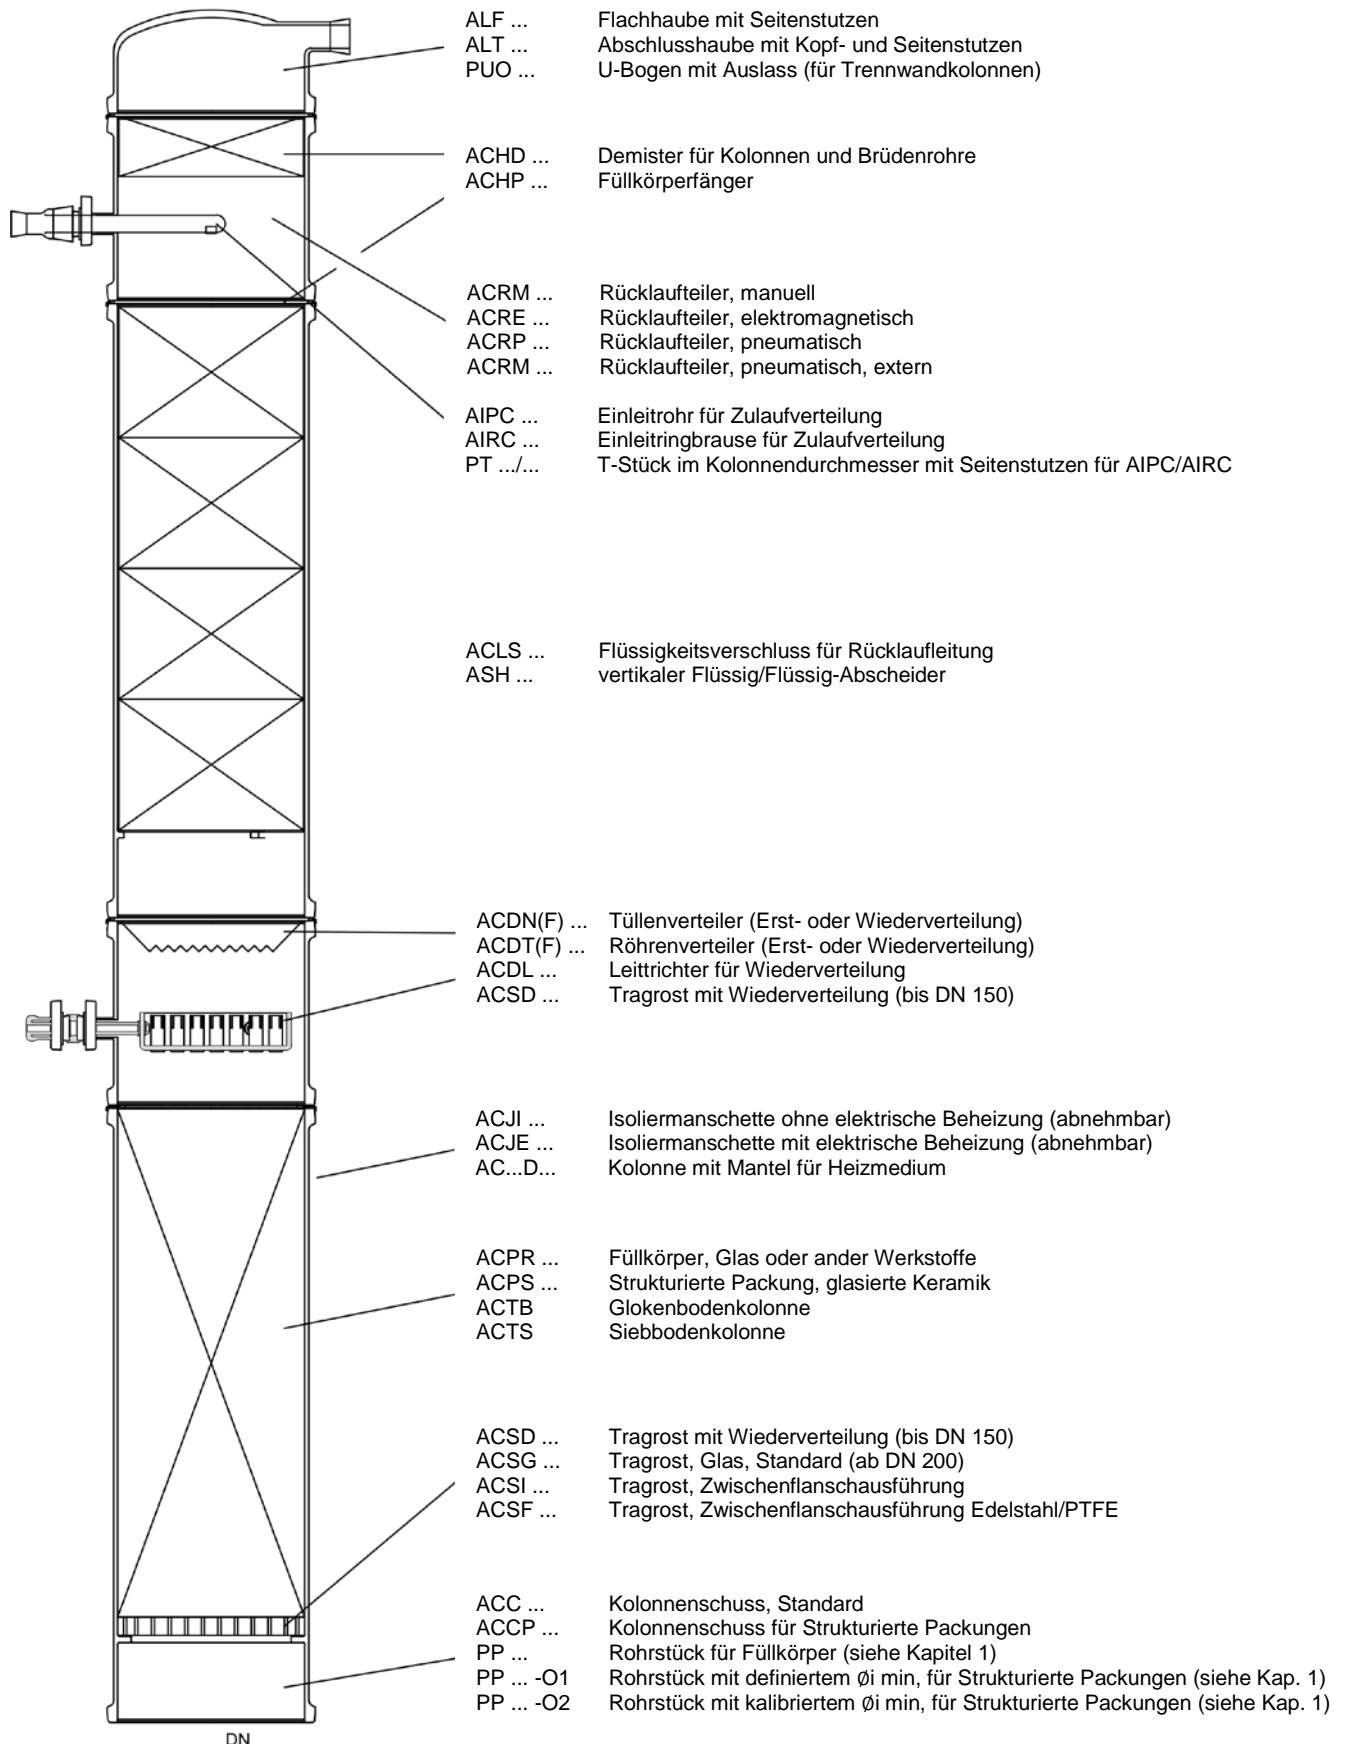 ALF ... Flachhaube mit Seitenstutzen
ALT ... Abschlusshaube mit Kopf- und Seitenstutzen
PUO ... U-Bogen mit Auslass (für Trennwandkolonnen)
ACHD ... Demister für Kolonnen und Brüdenrohre
ACHP ... Füllkörperfänger
ACRM ... Rücklaufteiler, manuell
ACRE ... Rücklaufteiler, elektromagnetisch
ACRP ... Rücklaufteiler, pneumatisch
ACRM ... Rücklaufteiler, pneumatisch, extern
AIPC ... Einleitrohr für Zulaufverteilung
AIRC ... Einleitringbrause für Zulaufverteilung
PT .../... T-Stück im Kolonnendurchmesser mit Seitenstutzen für AIPC/AIRC
ACLS ... Flüssigkeitsverschluss für Rücklaufleitung
ASH ... vertikaler Flüssig/Flüssig-Abscheider
ACDN(F) ... Tüllenverteiler (Erst- oder Wiederverteilung)
ACDT(F) ... Röhrenverteiler (Erst- oder Wiederverteilung)
ACDL ... Leittrichter für Wiederverteilung
ACSD ... Tragrost mit Wiederverteilung (bis DN 150)
ACJI ... Isoliermanschette ohne elektrische Beheizung (abnehmbar)
ACJE ... Isoliermanschette mit elektrische Beheizung (abnehmbar)
AC...D... Kolonne mit Mantel für Heizmedium
ACPR ... Füllkörper, Glas oder ander Werkstoffe
ACPS ... Strukturierte Packung, glasierte Keramik
ACTB Glokenbodenkolonne
ACTS Siebbodenkolonne
ACSD ... Tragrost mit Wiederverteilung (bis DN 150)
ACSG ... Tragrost, Glas, Standard (ab DN 200)
ACSI ... Tragrost, Zwischenflanschausführung
ACSF ... Tragrost, Zwischenflanschausführung Edelstahl/PTFE
ACC ... Kolonnenschuss, Standard
ACCP ... Kolonnenschuss für Strukturierte Packungen
PP ... Rohrstück für Füllkörper (siehe Kapitel 1)
PP ... -O1 Rohrstück mit definiertem Øi min, für Strukturierte Packungen (siehe Kap. 1)
PP ... -O2 Rohrstück mit kalibriertem Øi min, für Strukturierte Packungen (siehe Kap. 1)
DN